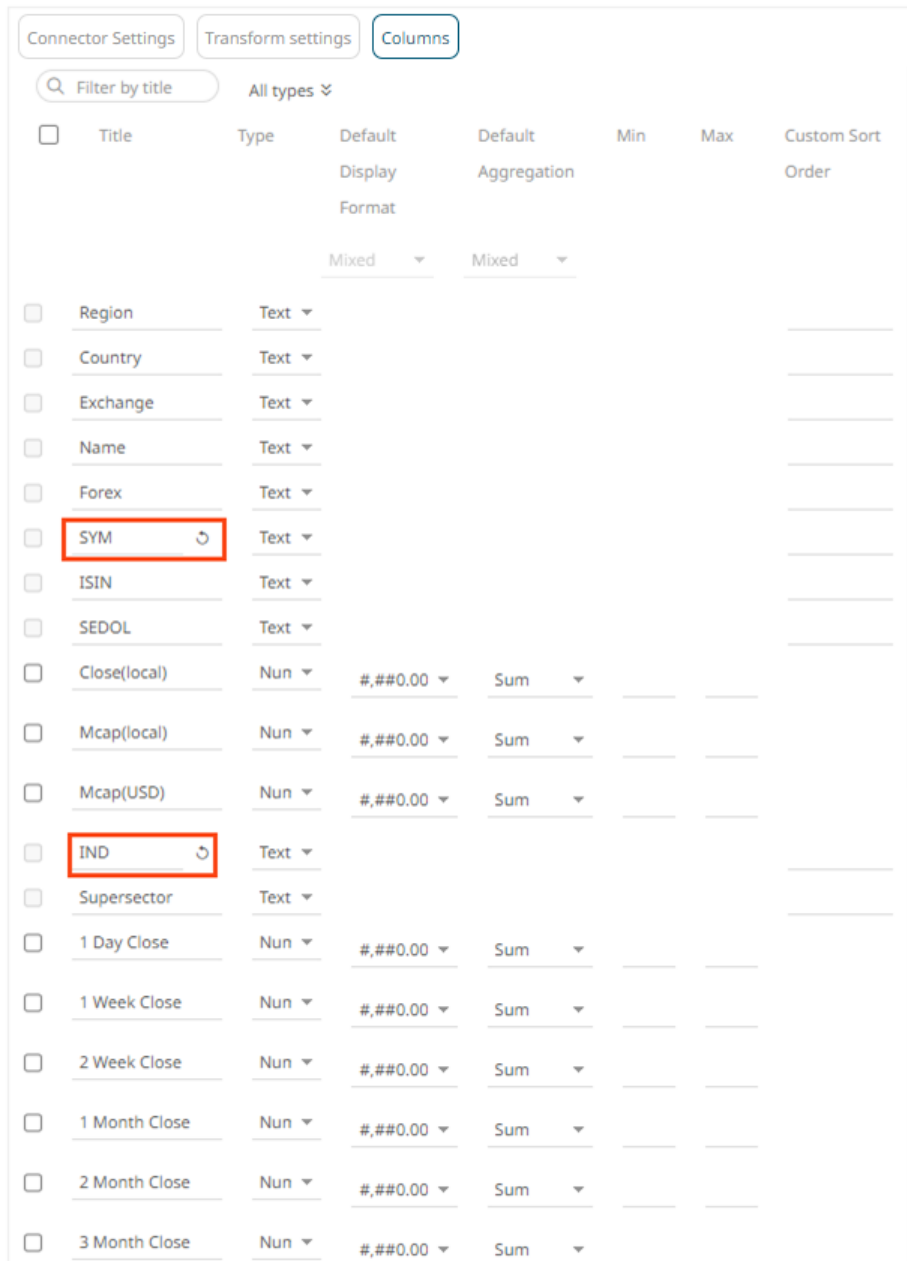 Connector Settings Transform settings Columns
Filter by title All types
Title Type Default Default Min Max Custom Sort
Display Aggregation Order
Format
Mixed Mixed
Region Text
Country Text
Exchange Text
Name Text
Forex Text
SYM Text
ISIN Text
SEDOL Text
Close(local) Nun #,##0.00 Sum
Mcap(local) Nun #,##0.00 Sum
Mcap(USD) Nun #,##0.00 Sum
IND Text
Supersector Text
1 Day Close Nun #,##0.00 Sum
1 Week Close Nun #,##0.00 Sum
2 Week Close Nun #,##0.00 Sum
1 Month Close Nun #,##0.00 Sum
2 Month Close Nun #,##0.00 Sum
3 Month Close Nun #,##0.00 Sum